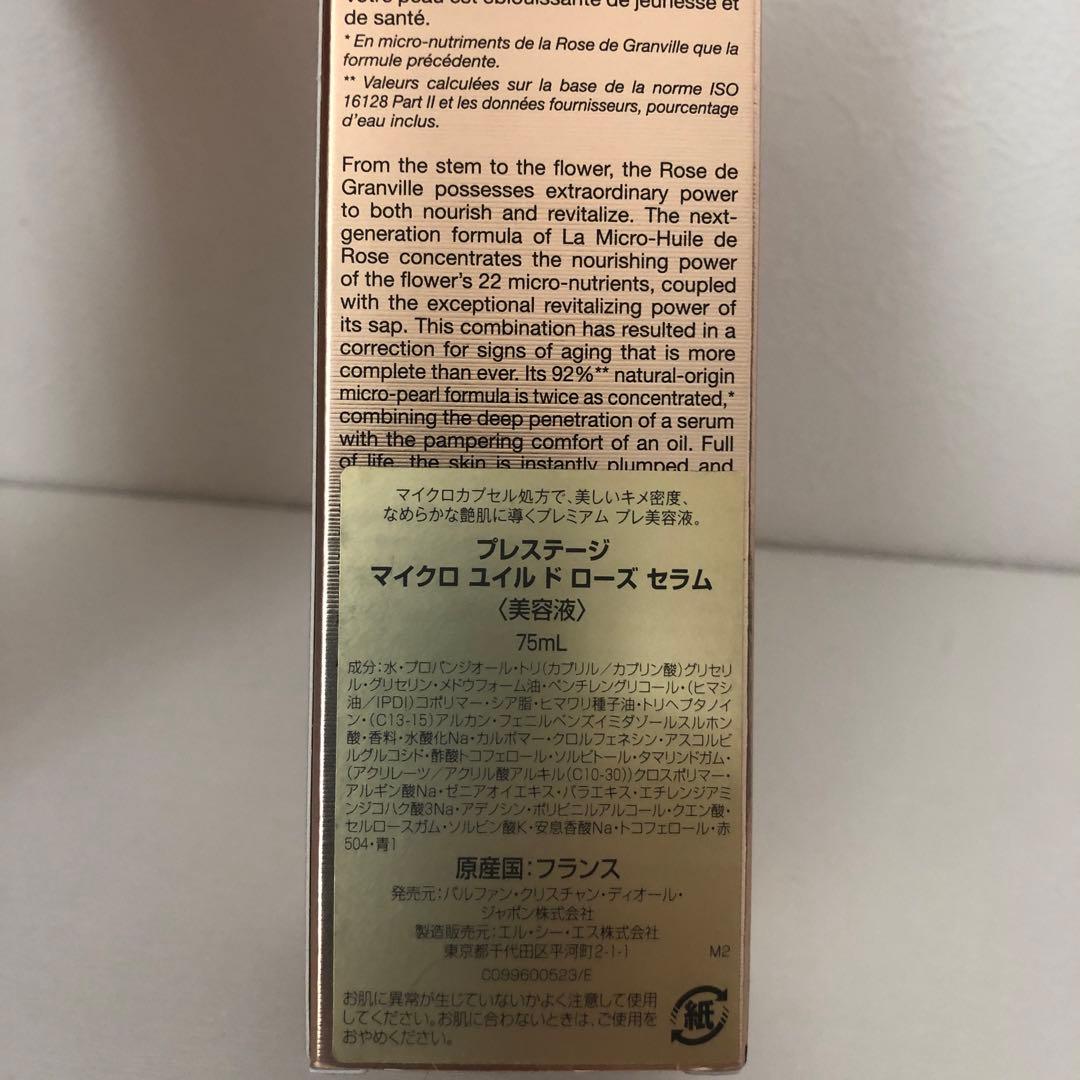 votre peau est éblouissante de jeunesse et
de santé.
* En micro-nutriments de la Rose de Granville que la
formule précédente.
** Valeurs calculées sur la base de la norme ISO
16128 Part II et les données fournisseurs, pourcentage
d'eau inclus.
From the stem to the flower, the Rose de
Granville possesses extraordinary power
to both nourish and revitalize. The next-
generation formula of La Micro-Huile de
Rose concentrates the nourishing power
of the flower's 22 micro-nutrients, coupled
with the exceptional revitalizing power of
its sap. This combination has resulted in a
correction for signs of aging that is more
complete than ever. Its 92%** natural-origin
micro-pearl formula is twice as concentrated,*
combining the deep penetration of a serum
with the pampering comfort of an oil. Full
of life, the skin is instantly plumped and
マイクロカプセル処方で、美しいキメ密度、
なめらかな艶肌に導くプレミアム プレ美容液。
プレステージ
マイクロ ユイル ド ローズ セラム
〈美容液〉
75mL
成分:水・プロパンジオール・トリ(カプリル/カプリン酸)グリセリ
ル・グリセリン・メドウフォーム油・ペンチレングリコール・(ヒマシ
油/IPDI)コポリマー・シア脂・ヒマワリ種子油・トリヘプタノイ
ン・(C13-15)アルカン・フェニルベンズイミダゾールスルホン
酸・香料・水酸化Na・カルボマー・クロルフェネシン・アスコルビ
ルグルコシド・酢酸トコフェロール・ソルビトール・タマリンドガム・
(アクリレーツ/アクリル酸アルキル(C10-30))クロスポリマー・
アルギン酸Na・ゼニアオイエキス・バラエキス・エチレンジアミ
ンジコハク酸3Na・アデノシン・ポリビニルアルコール・クエン酸・
セルロースガム・ソルビン酸K・安息香酸Na・トコフェロール・赤
504・青1
原産国:フランス
発売元:パルファン・クリスチャン・ディオール・
ジャポン株式会社
製造販売元:エル・シー・エス株式会社
東京都千代田区平河町2-1-1
M2
C099600523/E
お肌に異常が生じていないかよく注意して使用
してください。お肌に合わないときは、ご使用を
おやめください。
紙